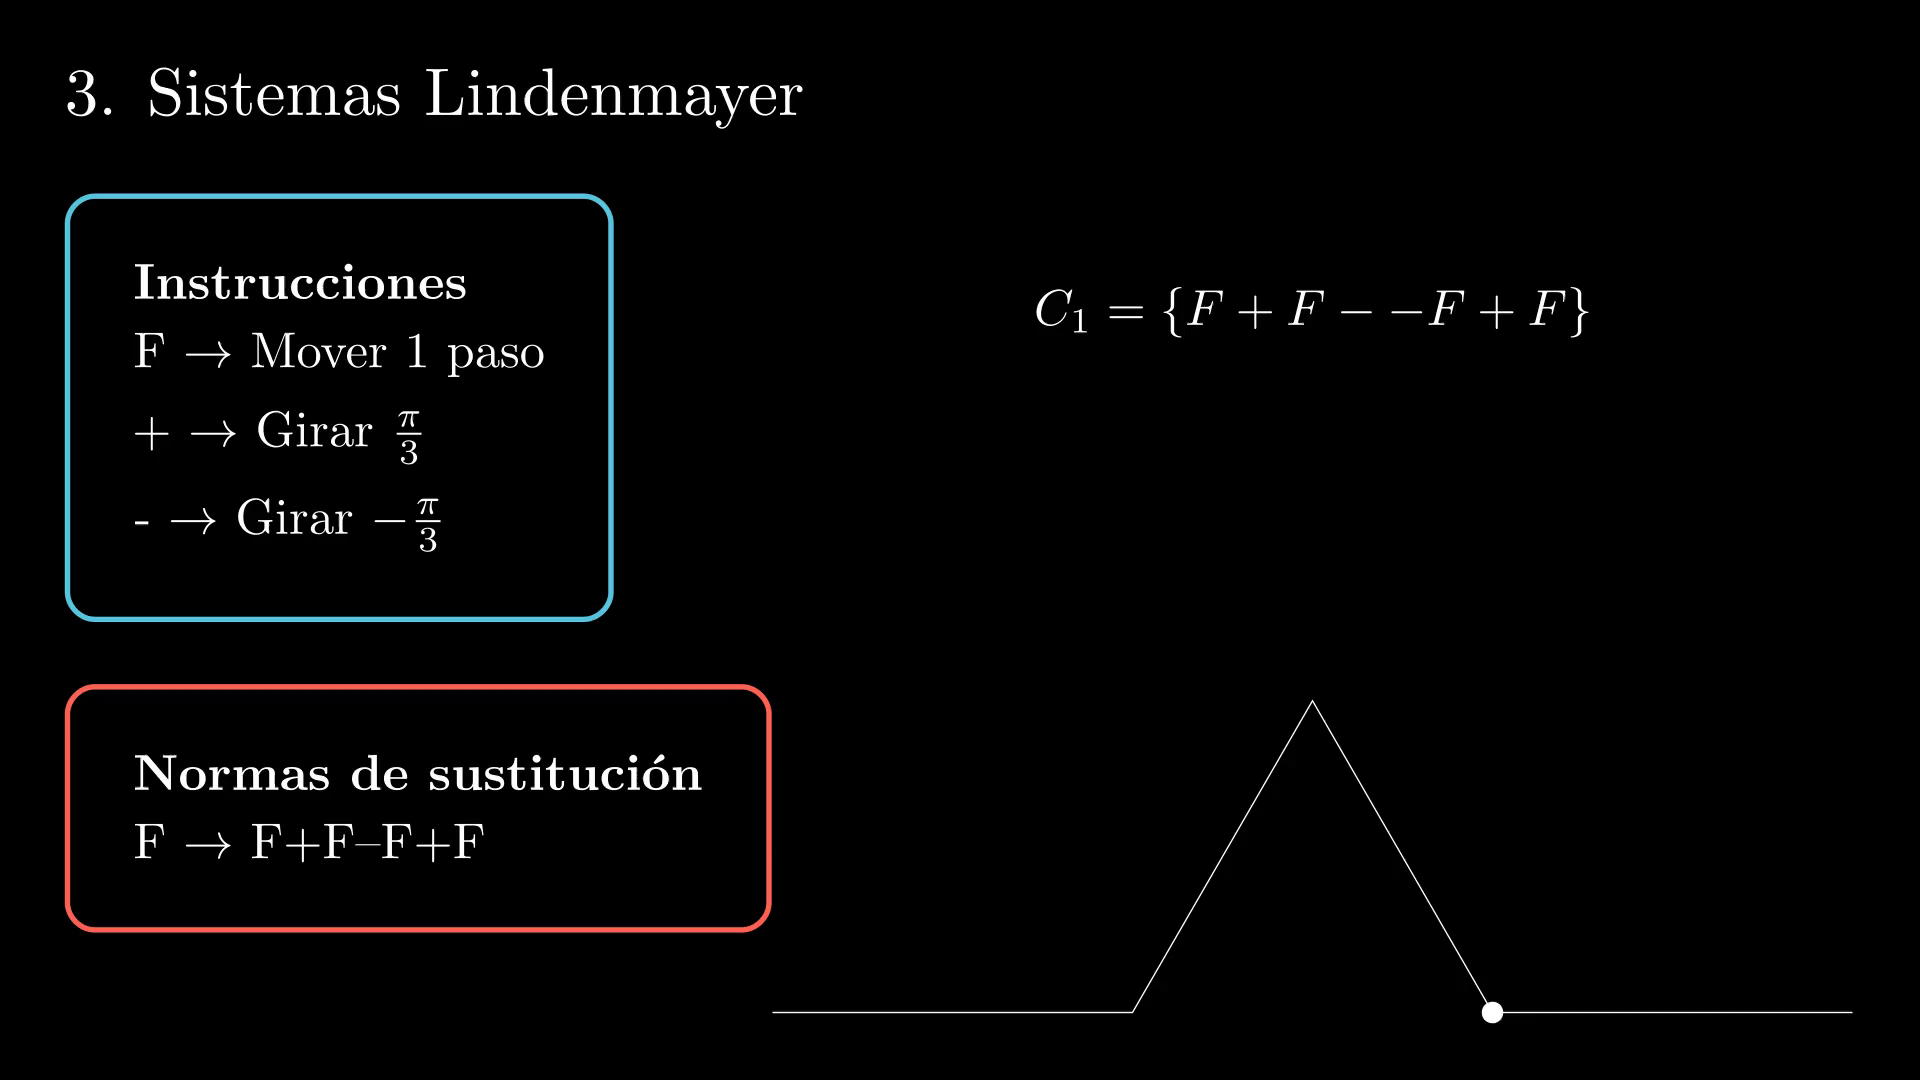 3. Sistemas Lindenmayer
Instrucciones
F → Mover 1 paso
+ → Girar π/3
- → Girar −π/3
C₁ = {F + F − −F + F}
Normas de sustitución
F → F+F–F+F